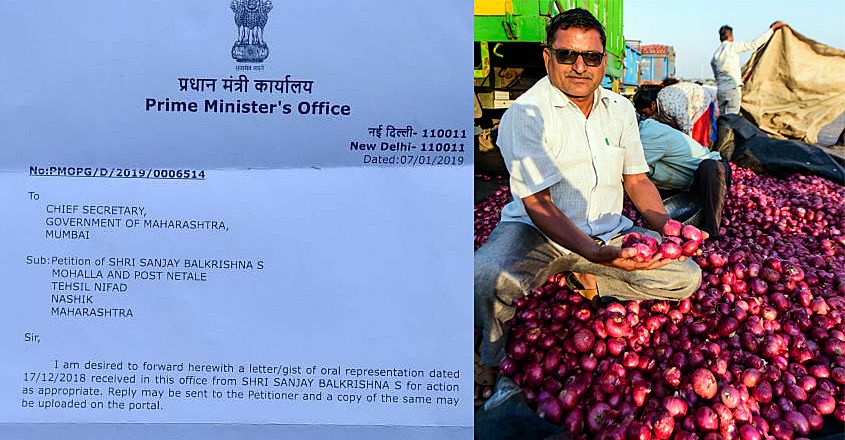 प्रधान मंत्री कार्यालय
Prime Minister's Office
नई दिल्ली- 110011
New Delhi- 110011
Dated:07/01/2019
No:PMOPG/D/2019/0006514
To
CHIEF SECRETARY,
GOVERNMENT OF MAHARASHTRA,
MUMBAI
Sub:Petition of SHRI SANJAY BALKRISHNA S
MOHALLA AND POST NETALE
TEHSIL NIFAD
NASHIK
MAHARASHTRA
Sir,
I am desired to forward herewith a letter/gist of oral representation dated
17/12/2018 received in this office from SHRI SANJAY BALKRISHNA S for action
as appropriate. Reply may be sent to the Petitioner and a copy of the same may
be uploaded on the portal.